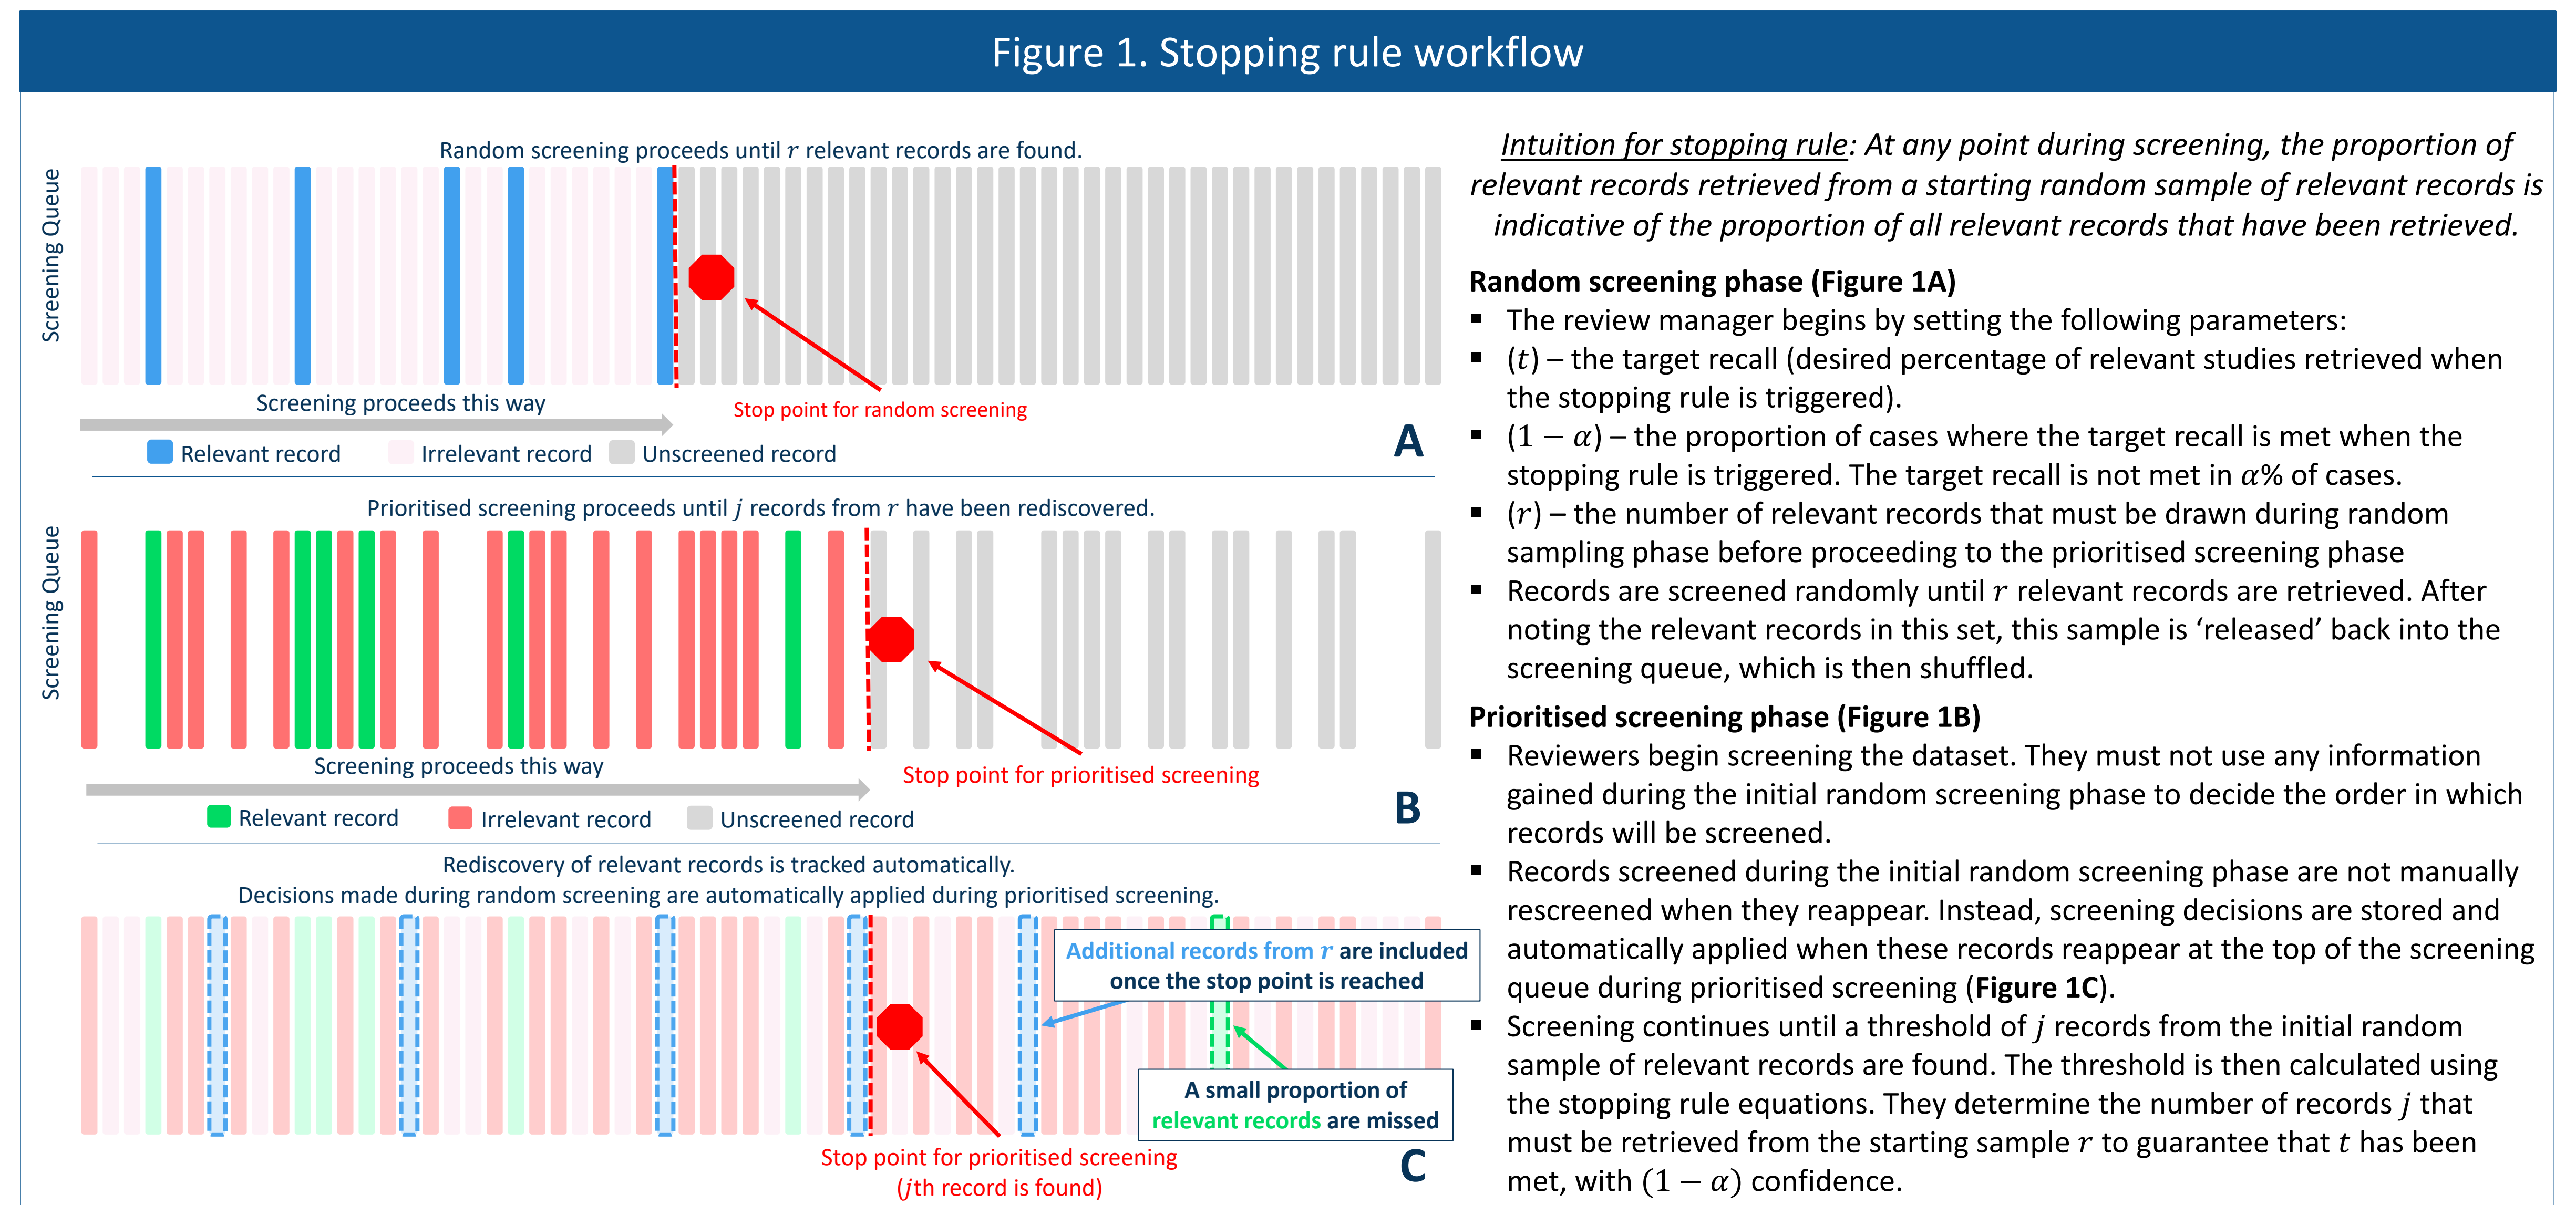 Figure 1. Stopping rule workflow
Random screening proceeds until r relevant records are found.
Screening Queue
Screening proceeds this way
Stop point for random screening
Relevant record
Irrelevant record
Unscreened record
A
Prioritised screening proceeds until j records from r have been rediscovered.
Screening Queue
Screening proceeds this way
Stop point for prioritised screening
Relevant record
Irrelevant record
Unscreened record
B
Rediscovery of relevant records is tracked automatically.
Decisions made during random screening are automatically applied during prioritised screening.
Additional records from r are included
once the stop point is reached
A small proportion of
relevant records are missed
Stop point for prioritised screening
(jth record is found)
C
Intuition for stopping rule: At any point during screening, the proportion of
relevant records retrieved from a starting random sample of relevant records is
indicative of the proportion of all relevant records that have been retrieved.
Random screening phase (Figure 1A)
▪ The review manager begins by setting the following parameters:
▪ (t) – the target recall (desired percentage of relevant studies retrieved when
the stopping rule is triggered).
▪ (1 − α) – the proportion of cases where the target recall is met when the
stopping rule is triggered. The target recall is not met in α% of cases.
▪ (r) – the number of relevant records that must be drawn during random
sampling phase before proceeding to the prioritised screening phase
▪ Records are screened randomly until r relevant records are retrieved. After
noting the relevant records in this set, this sample is ‘released’ back into the
screening queue, which is then shuffled.
Prioritised screening phase (Figure 1B)
▪ Reviewers begin screening the dataset. They must not use any information
gained during the initial random screening phase to decide the order in which
records will be screened.
▪ Records screened during the initial random screening phase are not manually
rescreened when they reappear. Instead, screening decisions are stored and
automatically applied when these records reappear at the top of the screening
queue during prioritised screening (Figure 1C).
▪ Screening continues until a threshold of j records from the initial random
sample of relevant records are found. The threshold is then calculated using
the stopping rule equations. They determine the number of records j that
must be retrieved from the starting sample r to guarantee that t has been
met, with (1 − α) confidence.